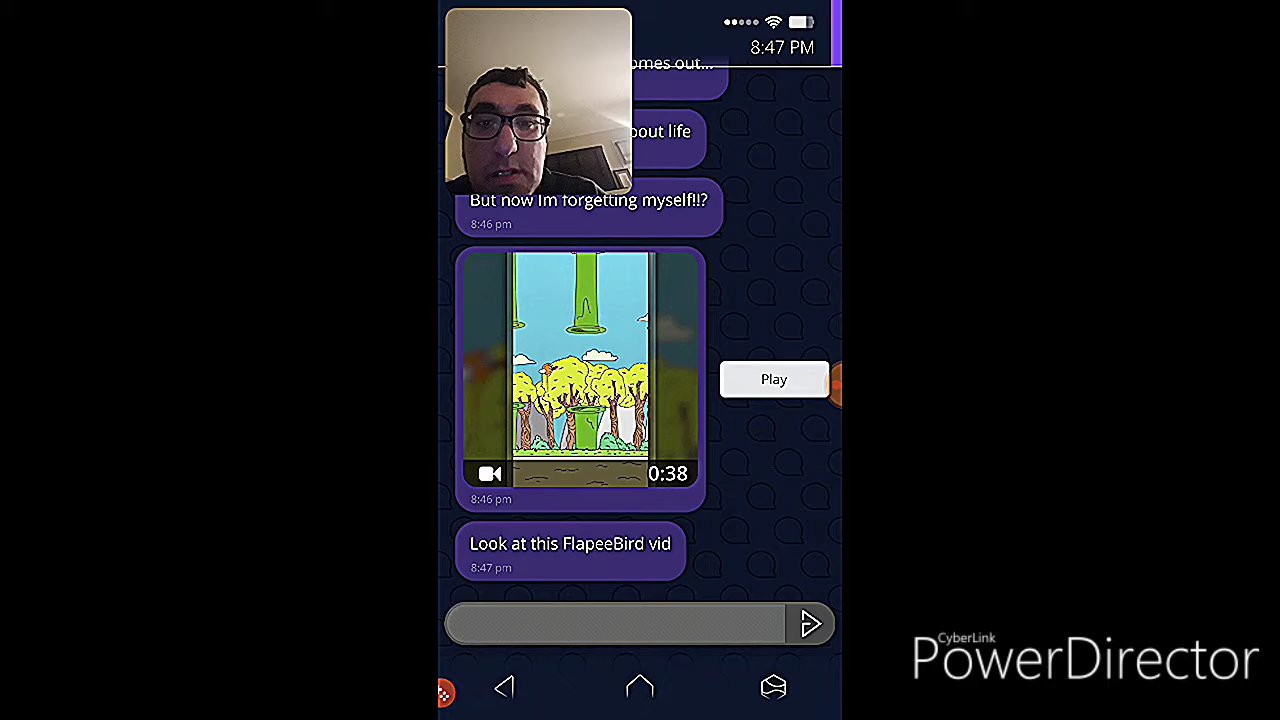 8:47 PM
omes out...
bout life
But now Im forgetting myself!!?
8:46 pm
Play
0:38
8:46 pm
Look at this FlapeeBird vid
8:47 pm
CyberLink
PowerDirector